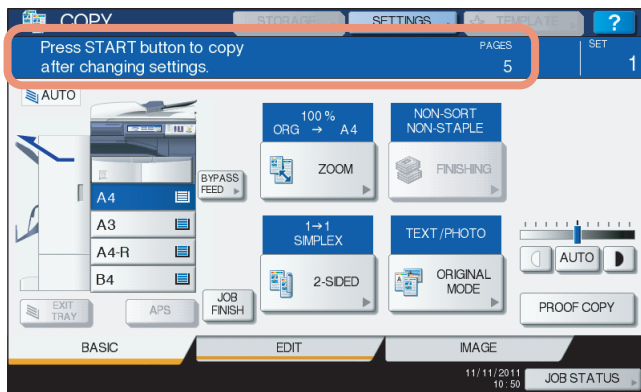 COPY
STORAGE
SETTINGS
TEMPLATE
?
Press START button to copy
after changing settings.
PAGES
5
SET
1
AUTO
A4
A3
A4-R
B4
BYPASS
FEED
EXIT
TRAY
APS
JOB
FINISH
100%
ORG → A4
ZOOM
NON-SORT
NON-STAPLE
FINISHING
1→1
SIMPLEX
2-SIDED
TEXT/PHOTO
ORIGINAL
MODE
AUTO
PROOF COPY
BASIC
EDIT
IMAGE
11/11/2011
10:50
JOB STATUS